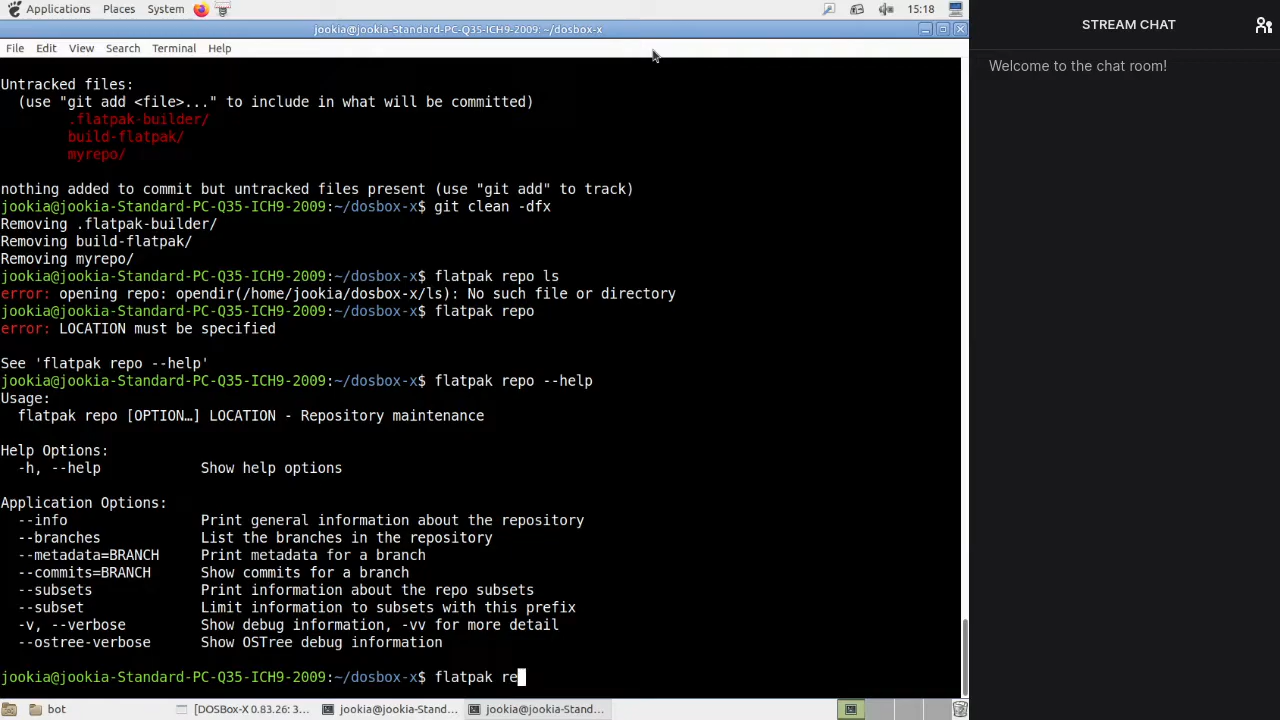 Applications Places System 15:18
jookia@jookia-Standard-PC-Q35-ICH9-2009: ~/dosbox-x
File Edit View Search Terminal Help
Untracked files:
(use "git add <file>..." to include in what will be committed)
.flatpak-builder/
build-flatpak/
myrepo/
nothing added to commit but untracked files present (use "git add" to track)
jookia@jookia-Standard-PC-Q35-ICH9-2009:~/dosbox-x$ git clean -dfx
Removing .flatpak-builder/
Removing build-flatpak/
Removing myrepo/
jookia@jookia-Standard-PC-Q35-ICH9-2009:~/dosbox-x$ flatpak repo ls
error: opening repo: opendir(/home/jookia/dosbox-x/ls): No such file or directory
jookia@jookia-Standard-PC-Q35-ICH9-2009:~/dosbox-x$ flatpak repo
error: LOCATION must be specified
See 'flatpak repo --help'
jookia@jookia-Standard-PC-Q35-ICH9-2009:~/dosbox-x$ flatpak repo --help
Usage:
flatpak repo [OPTION…] LOCATION - Repository maintenance
Help Options:
-h, --help Show help options
Application Options:
--info Print general information about the repository
--branches List the branches in the repository
--metadata=BRANCH Print metadata for a branch
--commits=BRANCH Show commits for a branch
--subsets Print information about the repo subsets
--subset Limit information to subsets with this prefix
-v, --verbose Show debug information, -vv for more detail
--ostree-verbose Show OSTree debug information
jookia@jookia-Standard-PC-Q35-ICH9-2009:~/dosbox-x$ flatpak re
bot [DOSBox-X 0.83.26: 3... jookia@jookia-Stand... jookia@jookia-Stand...
STREAM CHAT
Welcome to the chat room!